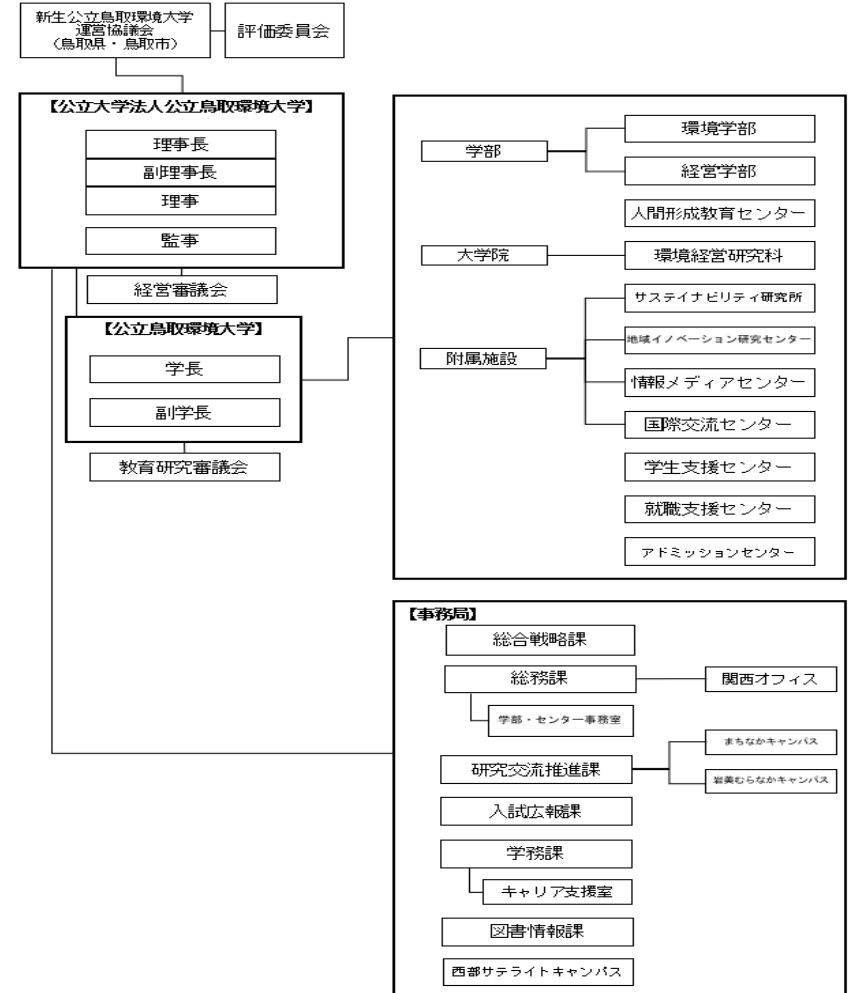 新生公立鳥取環境大学
運営協議会
（鳥取県・鳥取市）
評価委員会
【公立大学法人公立鳥取環境大学】
理事長
副理事長
理事
監事
経営審議会
【公立鳥取環境大学】
学長
副学長
教育研究審議会
学部
環境学部
経営学部
人間形成教育センター
大学院
環境経営研究科
附属施設
サステイナビリティ研究所
地域イノベーション研究センター
情報メディアセンター
国際交流センター
学生支援センター
就職支援センター
アドミッションセンター
【事務局】
総合戦略課
総務課
関西オフィス
学部・センター事務室
研究交流推進課
まちなかキャンパス
岩美むらなかキャンパス
入試広報課
学務課
キャリア支援室
図書情報課
西部サテライトキャンパス